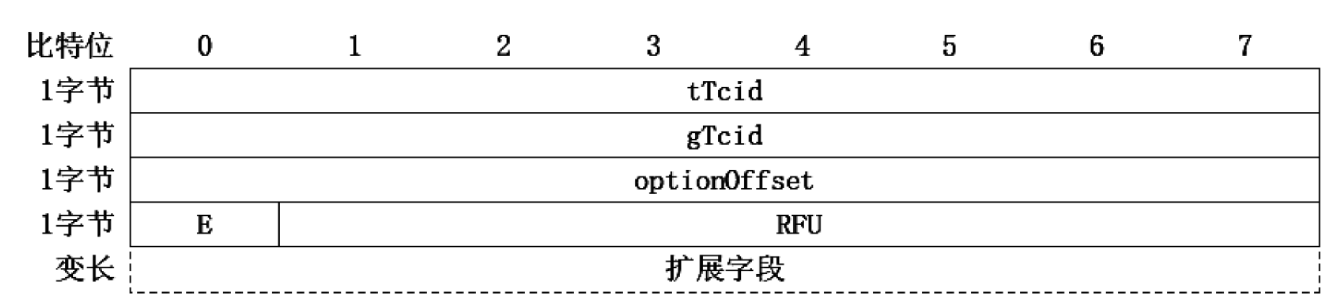 比特位 0 1 2 3 4 5 6 7
1字节 tTcid
1字节 gTcid
1字节 optionOffset
1字节 E RFU
变长 扩展字段